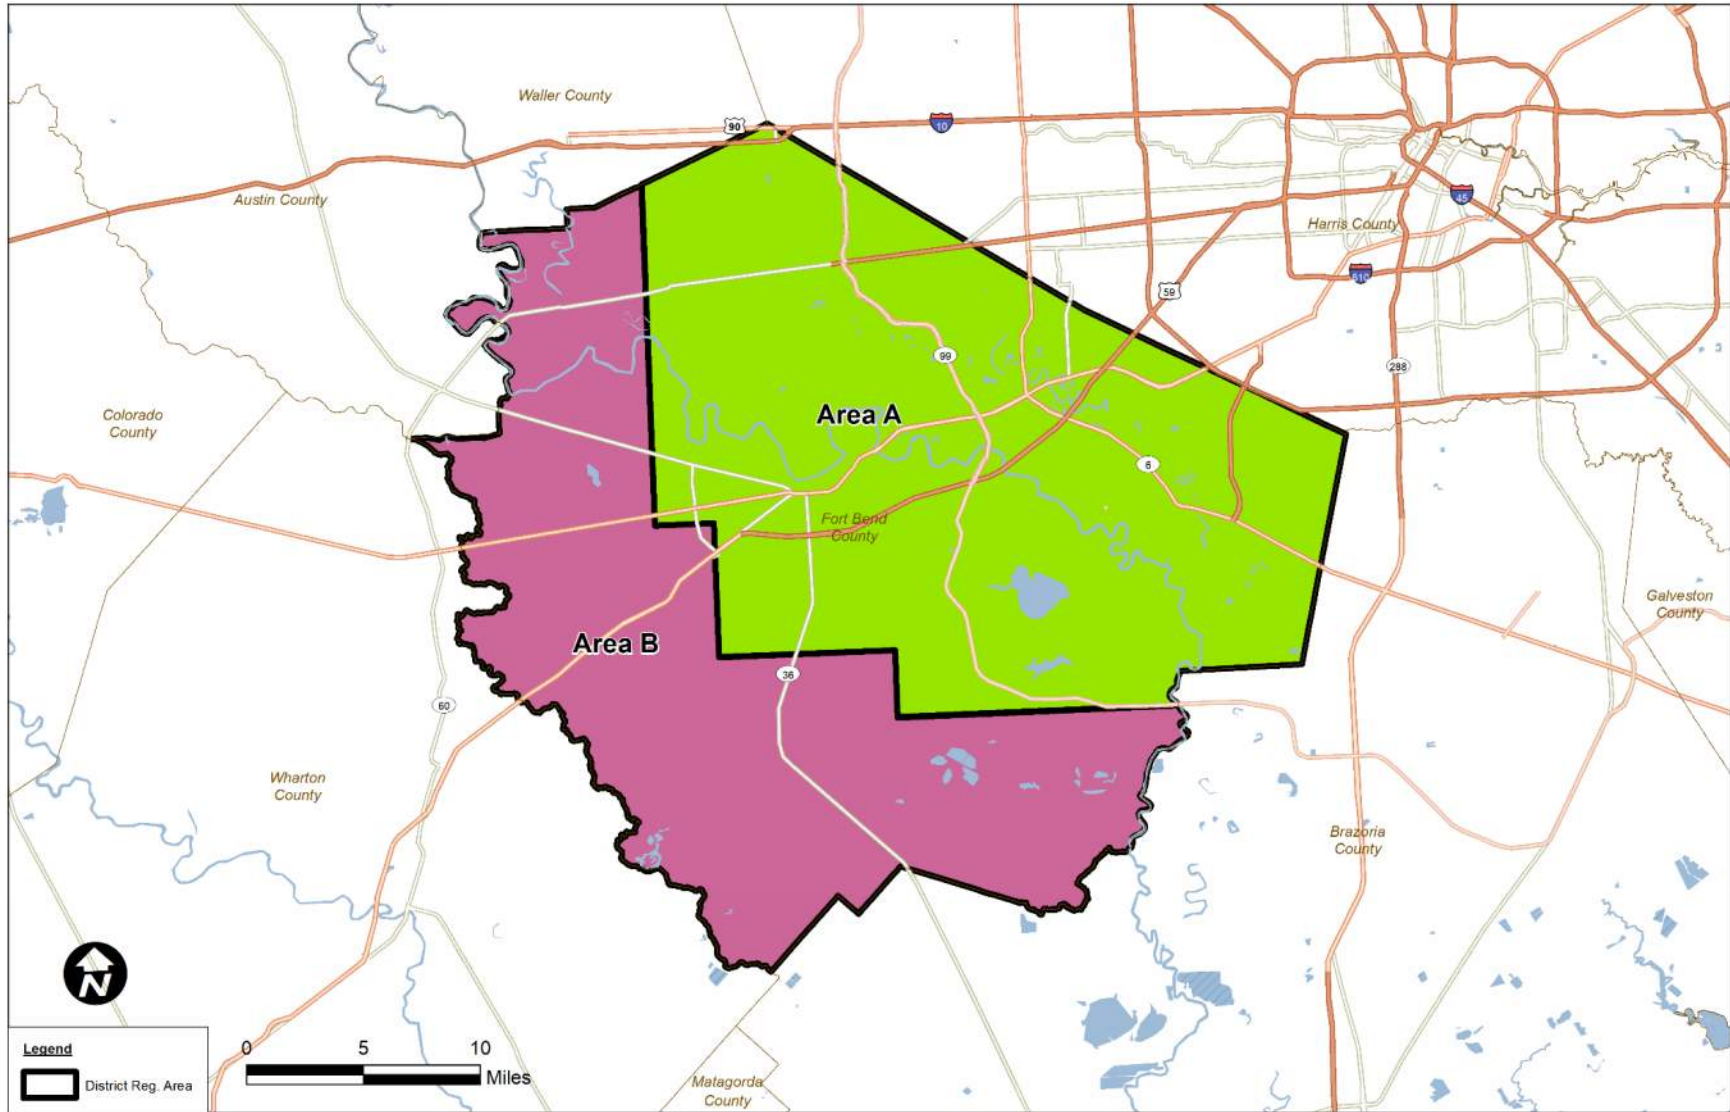 Waller County
90
10
Austin County
45
Harris County
610
59
99
288
Colorado
County
Area A
6
Fort Bend
County
Galveston
County
Area B
36
60
Wharton
County
Brazoria
County
N
Legend
District Reg. Area
0 5 10
Miles
Matagorda
County